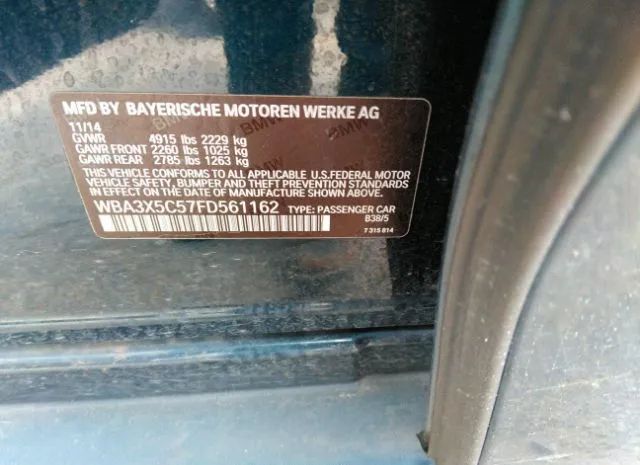 MFD BY BAYERISCHE MOTOREN WERKE AG
11/14
GVWR 4915 lbs 2229 kg
GAWR FRONT 2260 lbs 1025 kg
GAWR REAR 2785 lbs 1263 kg
THIS VEHICLE CONFORMS TO ALL APPLICABLE U.S.FEDERAL MOTOR
VEHICLE SAFETY, BUMPER AND THEFT PREVENTION STANDARDS IN
EFFECT ON THE DATE OF MANUFACTURE SHOWN ABOVE.
WBA3X5C57FD561162 TYPE: PASSENGER CAR
B38/5
7 315 814